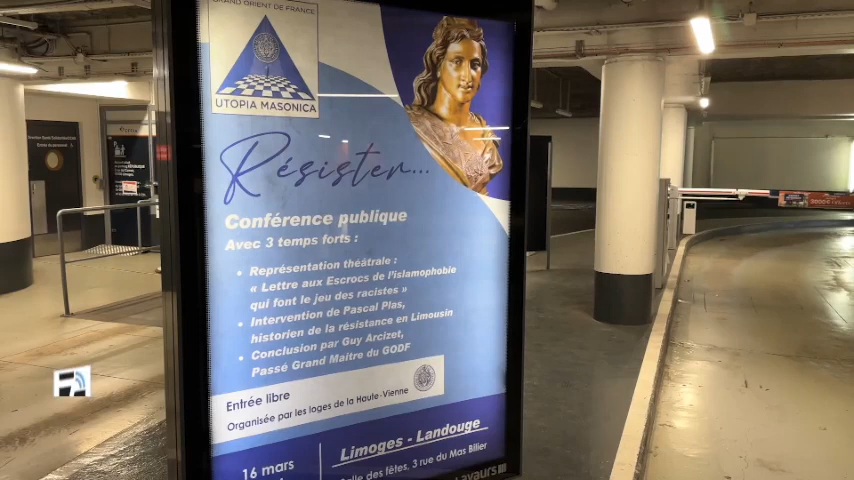 GRAND ORIENT DE FRANCE
UTOPIA MASONICA
Résister...
Conférence publique
Avec 3 temps forts :
• Représentation théâtrale :
« Lettre aux Escrocs de l'islamophobie
qui font le jeu des racistes »
• Intervention de Pascal Plas,
historien de la résistance en Limousin
• Conclusion par Guy Arcizet,
Passé Grand Maitre du GODF
Entrée libre
Organisée par les loges de la Haute-Vienne
16 mars
Limoges - Landouge
Salle des fêtes, 3 rue du Mas Bilier